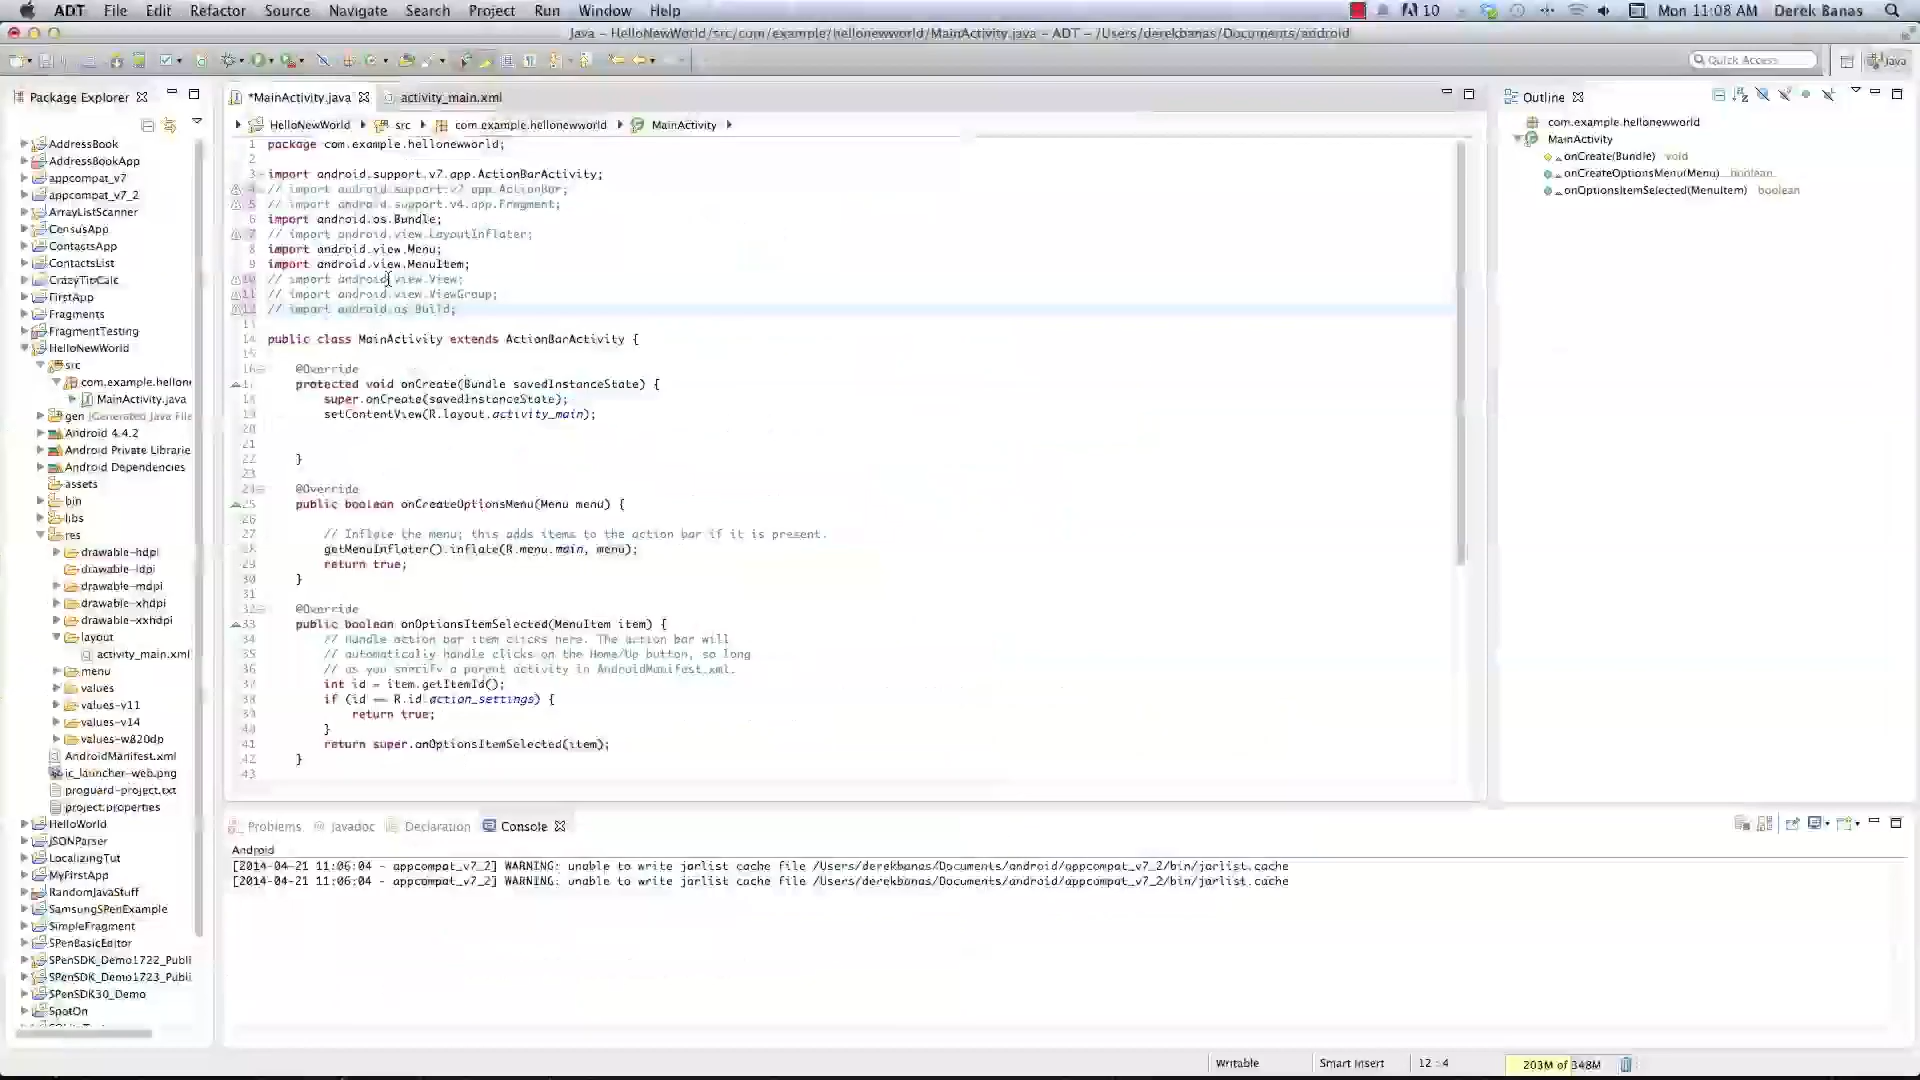 ADT File Edit Refactor Source Navigate Search Project Run Window Help
10 Mon 11:08 AM Derek Banas
Java - HelloNewWorld/src/com/example/hellonewworld/MainActivity.java - ADT - /Users/derekbanas/Documents/android
Quick Access
Java
Package Explorer
AddressBook
AddressBookApp
appcompat_v7
appcompat_v7_2
ArrayListScanner
CensusApp
ContactsApp
ContactsList
CrazyTipCalc
FirstApp
Fragments
FragmentTesting
HelloNewWorld
src
com.example.hellon
MainActivity.java
gen [Generated Java File
Android 4.4.2
Android Private Librarie
Android Dependencies
assets
bin
libs
res
drawable-hdpi
drawable-ldpi
drawable-mdpi
drawable-xhdpi
drawable-xxhdpi
layout
activity_main.xml
menu
values
values-v11
values-v14
values-w820dp
AndroidManifest.xml
ic_launcher-web.png
proguard-project.txt
project.properties
HelloWorld
JSONParser
LocalizingTut
MyFirstApp
RandomJavaStuff
SamsungSPenExample
SimpleFragment
SPenBasicEditor
SPenSDK_Demo1722_Publi
SPenSDK_Demo1723_Publi
SPenSDK30_Demo
SpotOn
*MainActivity.java activity_main.xml
HelloNewWorld src com.example.hellonewworld MainActivity
1 package com.example.hellonewworld;
2
3 import android.support.v7.app.ActionBarActivity;
4 // import android.support.v7.app.ActionBar;
5 // import android.support.v4.app.Fragment;
6 import android.os.Bundle;
7 // import android.view.LayoutInflater;
8 import android.view.Menu;
9 import android.view.MenuItem;
10 // import android.view.View;
11 // import android.view.ViewGroup;
12 // import android.os.Build;
13
14 public class MainActivity extends ActionBarActivity {
15
16 @Override
17 protected void onCreate(Bundle savedInstanceState) {
18 super.onCreate(savedInstanceState);
19 setContentView(R.layout.activity_main);
20
21
22 }
23
24 @Override
25 public boolean onCreateOptionsMenu(Menu menu) {
26
27 // Inflate the menu; this adds items to the action bar if it is present.
28 getMenuInflater().inflate(R.menu.main, menu);
29 return true;
30 }
31
32 @Override
33 public boolean onOptionsItemSelected(MenuItem item) {
34 // Handle action bar item clicks here. The action bar will
35 // automatically handle clicks on the Home/Up button, so long
36 // as you specify a parent activity in AndroidManifest.xml.
37 int id = item.getItemId();
38 if (id == R.id.action_settings) {
39 return true;
40 }
41 return super.onOptionsItemSelected(item);
42 }
43
Outline
com.example.hellonewworld
MainActivity
onCreate(Bundle) void
onCreateOptionsMenu(Menu) boolean
onOptionsItemSelected(MenuItem) boolean
Problems Javadoc Declaration Console
Android
[2014-04-21 11:06:04 - appcompat_v7_2] WARNING: unable to write jarlist cache file /Users/derekbanas/Documents/android/appcompat_v7_2/bin/jarlist.cache
[2014-04-21 11:06:04 - appcompat_v7_2] WARNING: unable to write jarlist cache file /Users/derekbanas/Documents/android/appcompat_v7_2/bin/jarlist.cache
Writable Smart Insert 12 : 4 203M of 348M